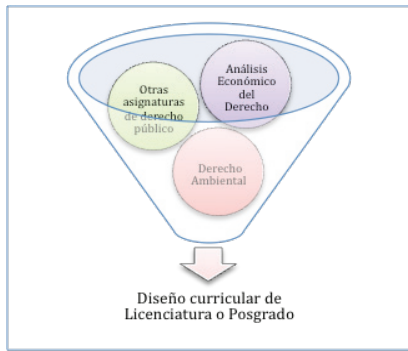 Otras
asignaturas
de derecho
público
Análisis
Económico
del
Derecho
Derecho
Ambiental
Diseño curricular de
Licenciatura o Posgrado